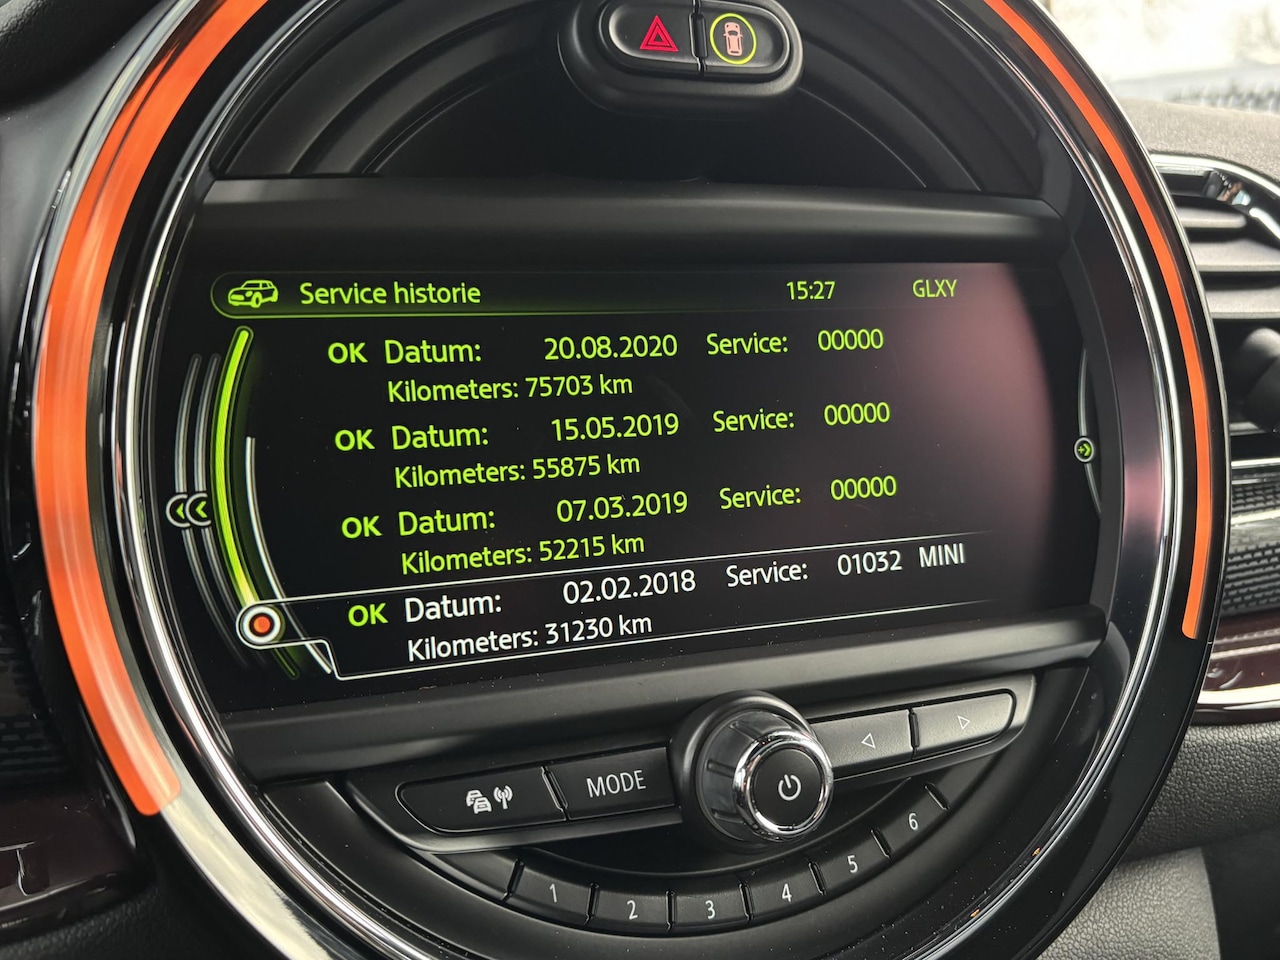 Service historie 15:27 GLXY
OK Datum: 20.08.2020 Service: 00000
Kilometers: 75703 km
OK Datum: 15.05.2019 Service: 00000
Kilometers: 55875 km
OK Datum: 07.03.2019 Service: 00000
Kilometers: 52215 km
OK Datum: 02.02.2018 Service: 01032 MINI
Kilometers: 31230 km
MODE
1 2 3 4 5 6